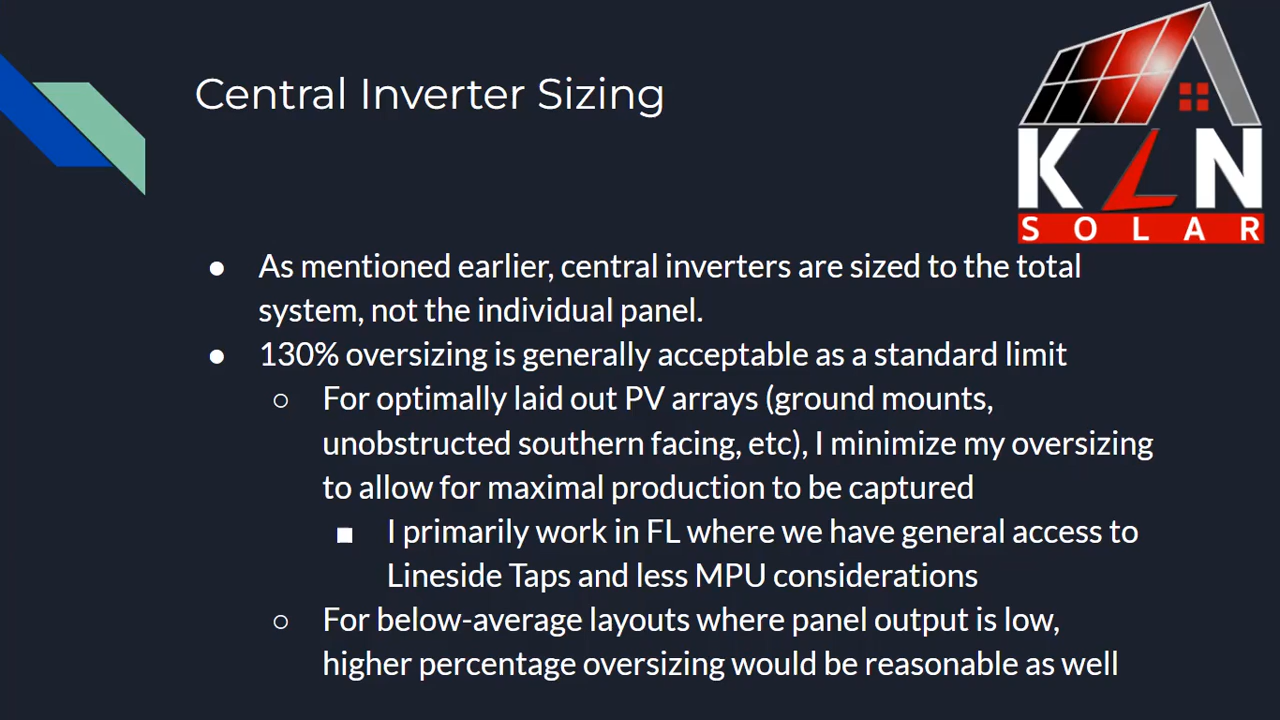 Central Inverter Sizing
KLN
SOLAR
● As mentioned earlier, central inverters are sized to the total
system, not the individual panel.
● 130% oversizing is generally acceptable as a standard limit
○ For optimally laid out PV arrays (ground mounts,
unobstructed southern facing, etc), I minimize my oversizing
to allow for maximal production to be captured
■ I primarily work in FL where we have general access to
Lineside Taps and less MPU considerations
○ For below-average layouts where panel output is low,
higher percentage oversizing would be reasonable as well